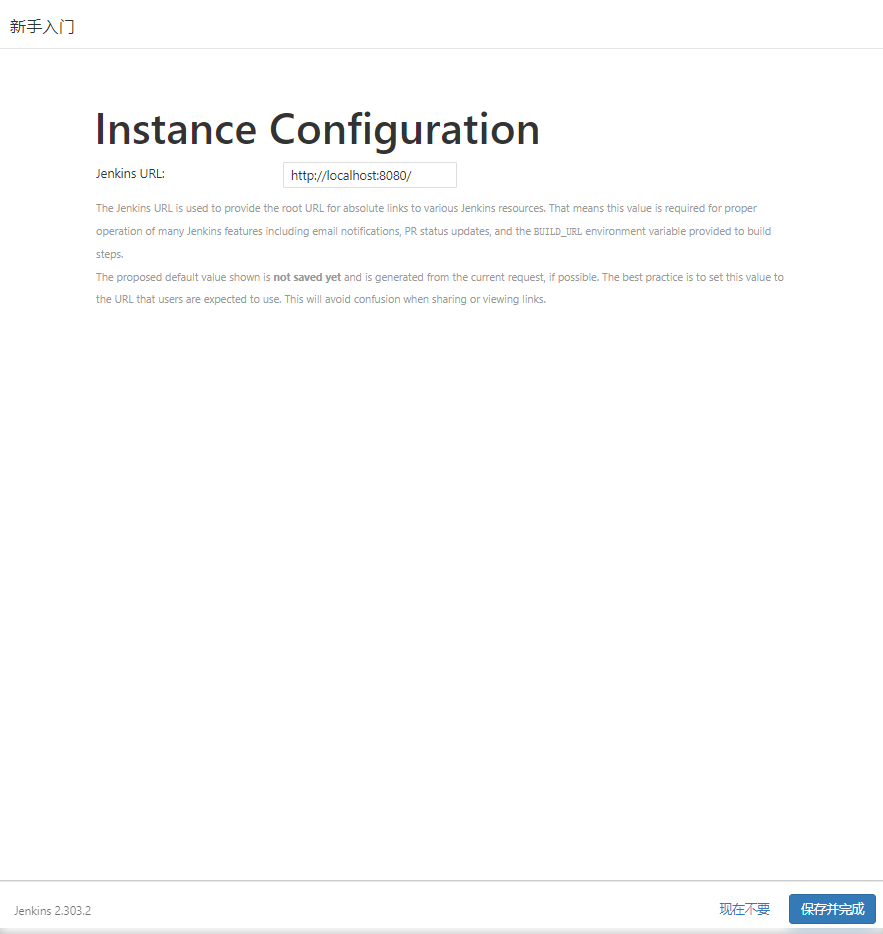 新手入门
Instance Configuration
Jenkins URL: http://localhost:8080/
The Jenkins URL is used to provide the root URL for absolute links to various Jenkins resources. That means this value is required for proper
operation of many Jenkins features including email notifications, PR status updates, and the BUILD_URL environment variable provided to build
steps.
The proposed default value shown is not saved yet and is generated from the current request, if possible. The best practice is to set this value to
the URL that users are expected to use. This will avoid confusion when sharing or viewing links.
Jenkins 2.303.2 现在不要 保存并完成